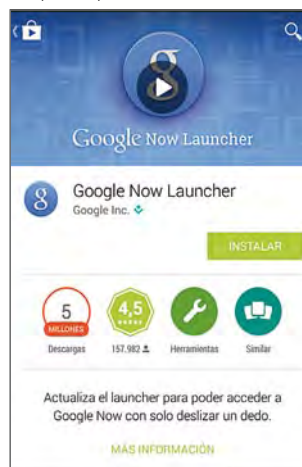 g
Google Now Launcher
g
Google Now Launcher
Google Inc.
INSTALAR
5
MILLONES
4,5
Descargas
157.982
Herramientas
Similar
Actualiza el launcher para poder acceder a
Google Now con solo deslizar un dedo.
MÁS INFORMACIÓN